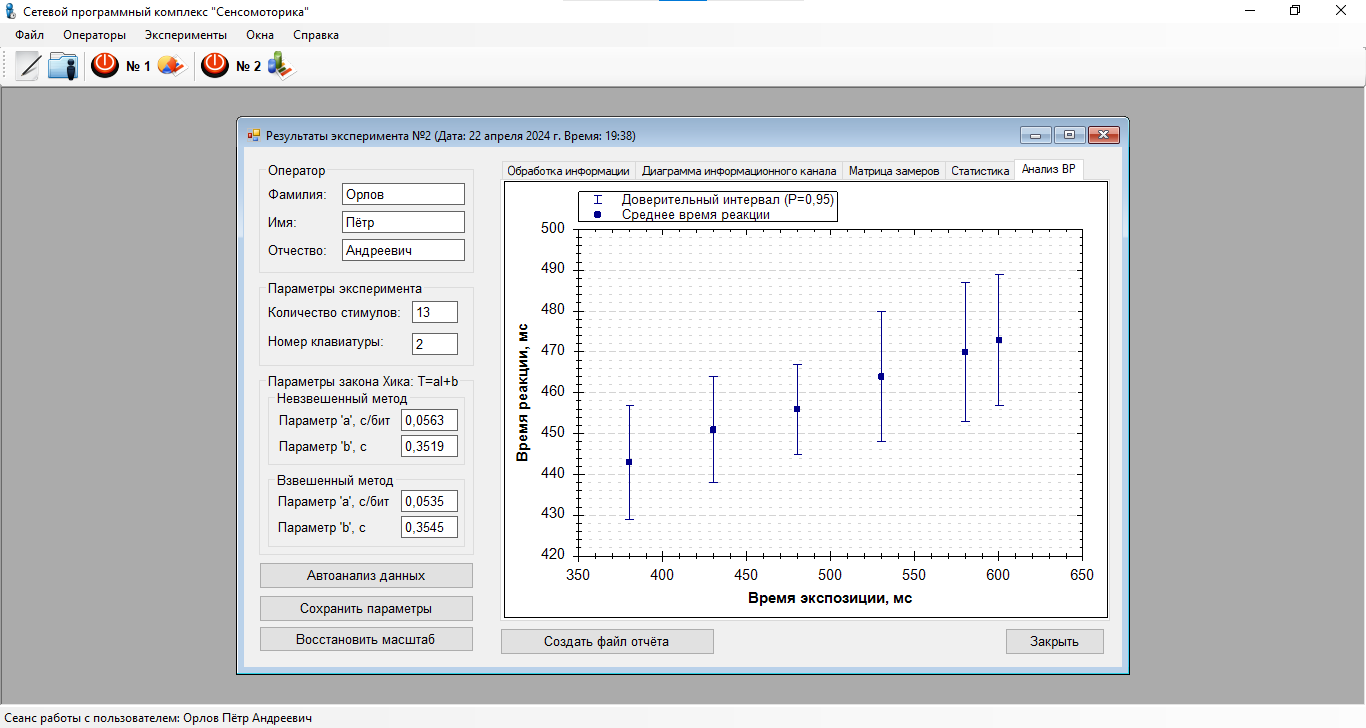 Сетевой программный комплекс "Сенсомоторика"
Файл Операторы Эксперименты Окна Справка
№ 1 № 2
Результаты эксперимента №2 (Дата: 22 апреля 2024 г. Время: 19:38)
Оператор
Фамилия: Орлов
Имя: Пётр
Отчество: Андреевич
Параметры эксперимента
Количество стимулов: 13
Номер клавиатуры: 2
Параметры закона Хика: T=aI+b
Невзвешенный метод
Параметр 'a', с/бит 0,0563
Параметр 'b', с 0,3519
Взвешенный метод
Параметр 'a', с/бит 0,0535
Параметр 'b', с 0,3545
Автоанализ данных
Сохранить параметры
Восстановить масштаб
Обработка информации Диаграмма информационного канала Матрица замеров Статистика Анализ ВР
Доверительный интервал (P=0,95)
Среднее время реакции
Время реакции, мс
500
490
480
470
460
450
440
430
420
350 400 450 500 550 600 650
Время экспозиции, мс
Создать файл отчёта Закрыть
Сеанс работы с пользователем: Орлов Пётр Андреевич